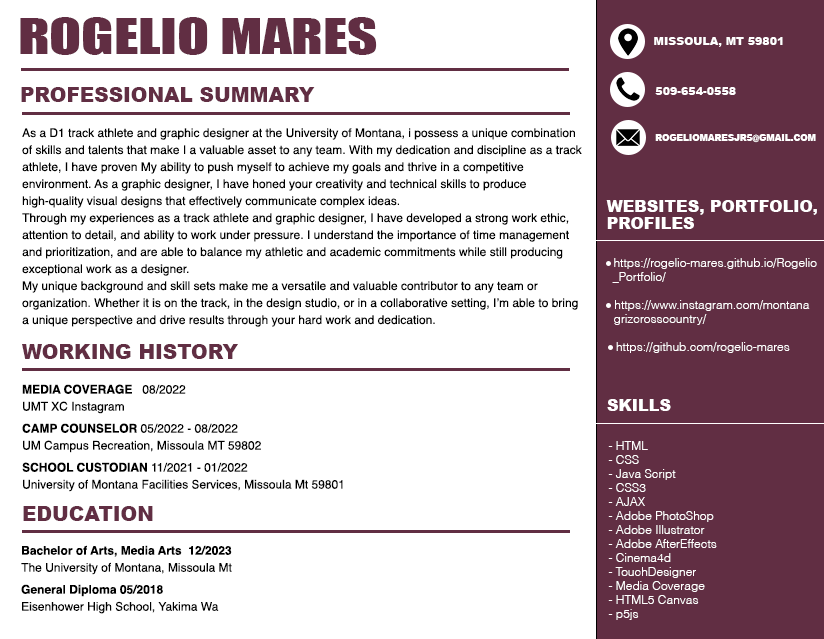 ROGELIO MARES
PROFESSIONAL SUMMARY
As a D1 track athlete and graphic designer at the University of Montana, i possess a unique combination
of skills and talents that make I a valuable asset to any team. With my dedication and discipline as a track
athlete, I have proven My ability to push myself to achieve my goals and thrive in a competitive
environment. As a graphic designer, I have honed your creativity and technical skills to produce
high-quality visual designs that effectively communicate complex ideas.
Through my experiences as a track athlete and graphic designer, I have developed a strong work ethic,
attention to detail, and ability to work under pressure. I understand the importance of time management
and prioritization, and are able to balance my athletic and academic commitments while still producing
exceptional work as a designer.
My unique background and skill sets make me a versatile and valuable contributor to any team or
organization. Whether it is on the track, in the design studio, or in a collaborative setting, I'm able to bring
a unique perspective and drive results through your hard work and dedication.
WORKING HISTORY
MEDIA COVERAGE 08/2022
UMT XC Instagram
CAMP COUNSELOR 05/2022 - 08/2022
UM Campus Recreation, Missoula MT 59802
SCHOOL CUSTODIAN 11/2021 - 01/2022
University of Montana Facilities Services, Missoula Mt 59801
EDUCATION
Bachelor of Arts, Media Arts 12/2023
The University of Montana, Missoula Mt
General Diploma 05/2018
Eisenhower High School, Yakima Wa
MISSOULA, MT 59801
509-654-0558
ROGELIOMARESJR5@GMAIL.COM
WEBSITES, PORTFOLIO,
PROFILES
• https://rogelio-mares.github.io/Rogelio
_Portfolio/
• https://www.instagram.com/montana
grizcrosscountry/
• https://github.com/rogelio-mares
SKILLS
- HTML
- CSS
- Java Script
- CSS3
- AJAX
- Adobe PhotoShop
- Adobe Illustrator
- Adobe AfterEffects
- Cinema4d
- TouchDesigner
- Media Coverage
- HTML5 Canvas
- p5js